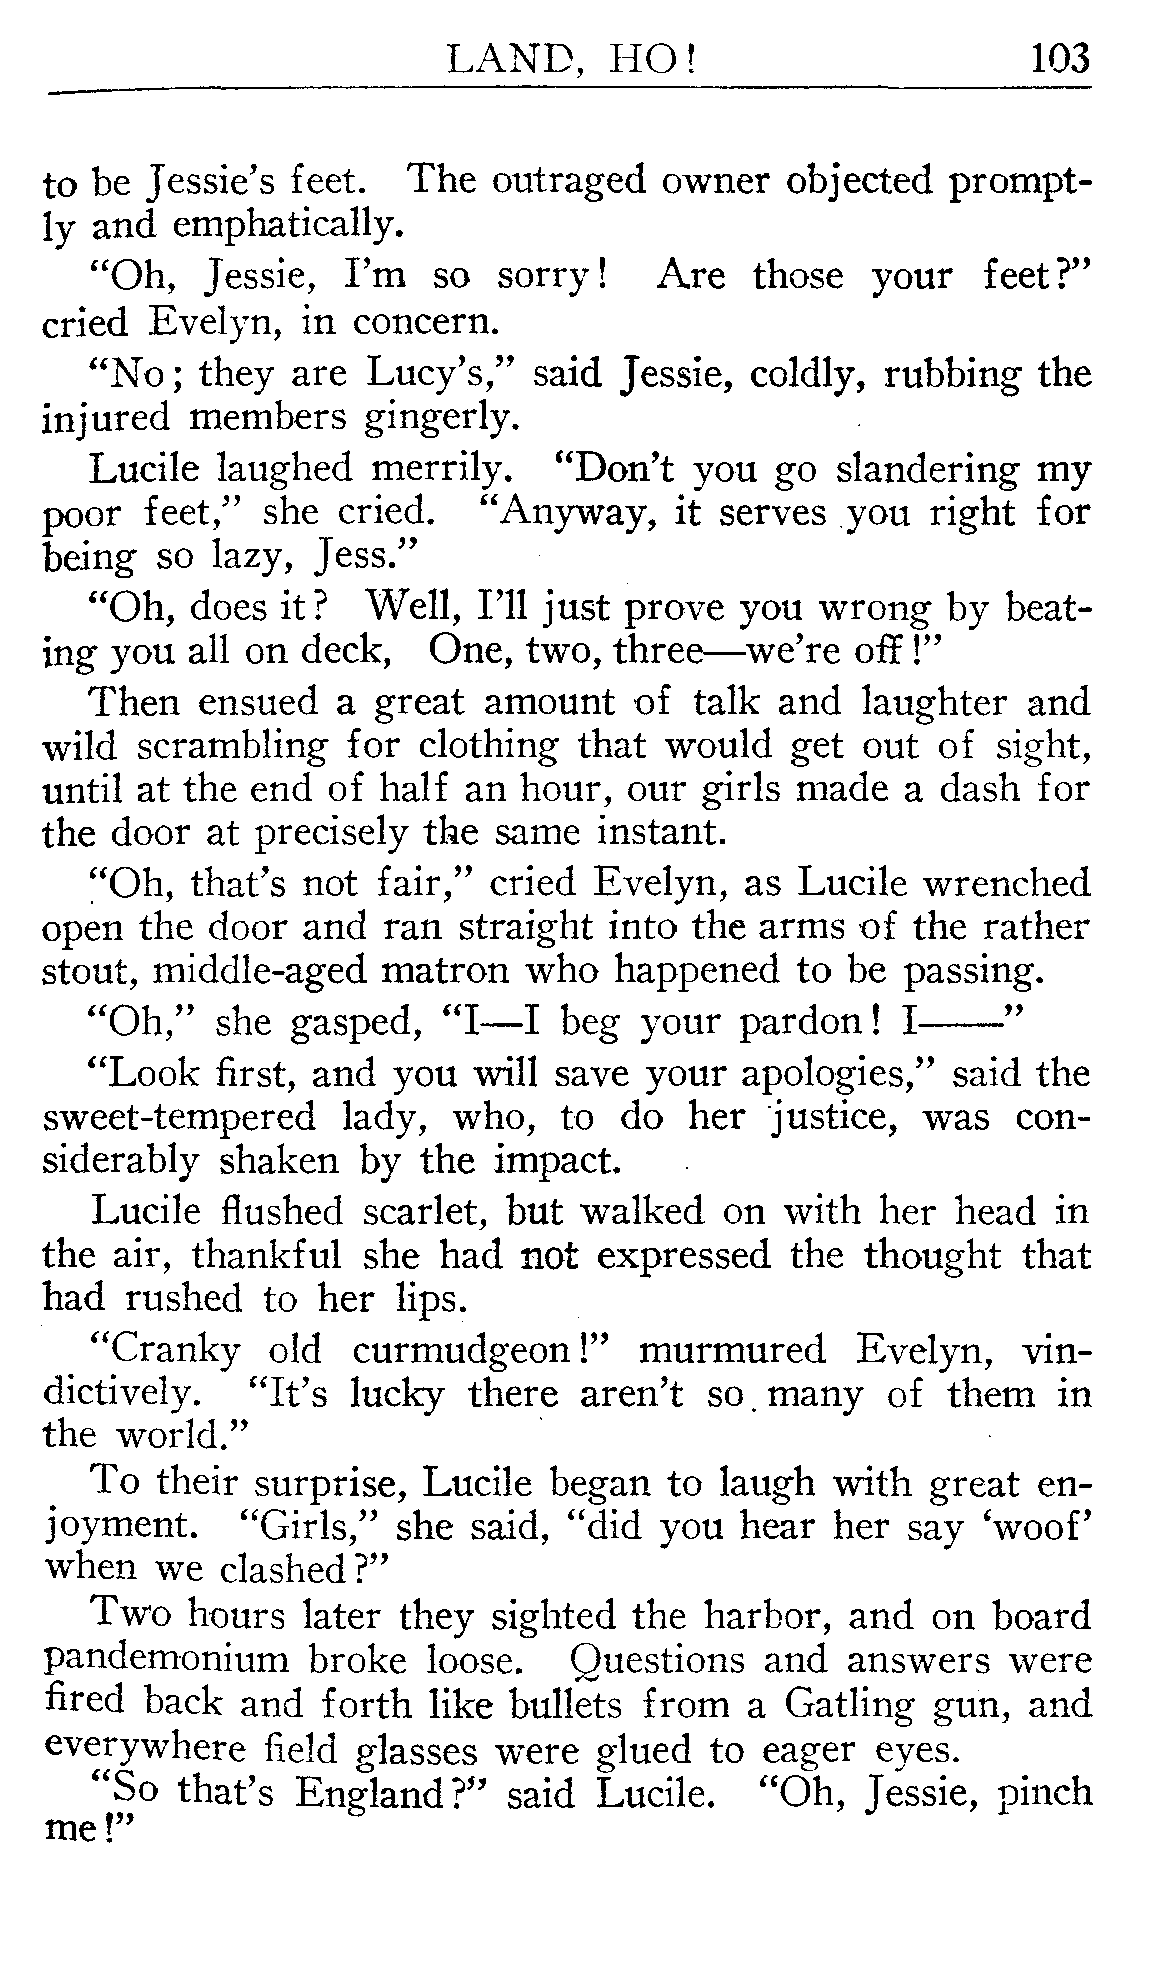 LAND, HO! 103
to be Jessie's feet. The outraged owner objected prompt-
ly and emphatically.
"Oh, Jessie, I'm so sorry! Are those your feet?"
cried Evelyn, in concern.
"No; they are Lucy's," said Jessie, coldly, rubbing the
injured members gingerly.
Lucile laughed merrily. "Don't you go slandering my
poor feet," she cried. "Anyway, it serves you right for
being so lazy, Jess."
"Oh, does it? Well, I'll just prove you wrong by beat-
ing you all on deck, One, two, three—we're off!"
Then ensued a great amount of talk and laughter and
wild scrambling for clothing that would get out of sight,
until at the end of half an hour, our girls made a dash for
the door at precisely the same instant.
"Oh, that's not fair," cried Evelyn, as Lucile wrenched
open the door and ran straight into the arms of the rather
stout, middle-aged matron who happened to be passing.
"Oh," she gasped, "I—I beg your pardon! I——"
"Look first, and you will save your apologies," said the
sweet-tempered lady, who, to do her justice, was con-
siderably shaken by the impact.
Lucile flushed scarlet, but walked on with her head in
the air, thankful she had not expressed the thought that
had rushed to her lips.
"Cranky old curmudgeon!" murmured Evelyn, vin-
dictively. "It's lucky there aren't so many of them in
the world."
To their surprise, Lucile began to laugh with great en-
joyment. "Girls," she said, "did you hear her say 'woof'
when we clashed?"
Two hours later they sighted the harbor, and on board
pandemonium broke loose. Questions and answers were
fired back and forth like bullets from a Gatling gun, and
everywhere field glasses were glued to eager eyes.
"So that's England?" said Lucile. "Oh, Jessie, pinch
me!"